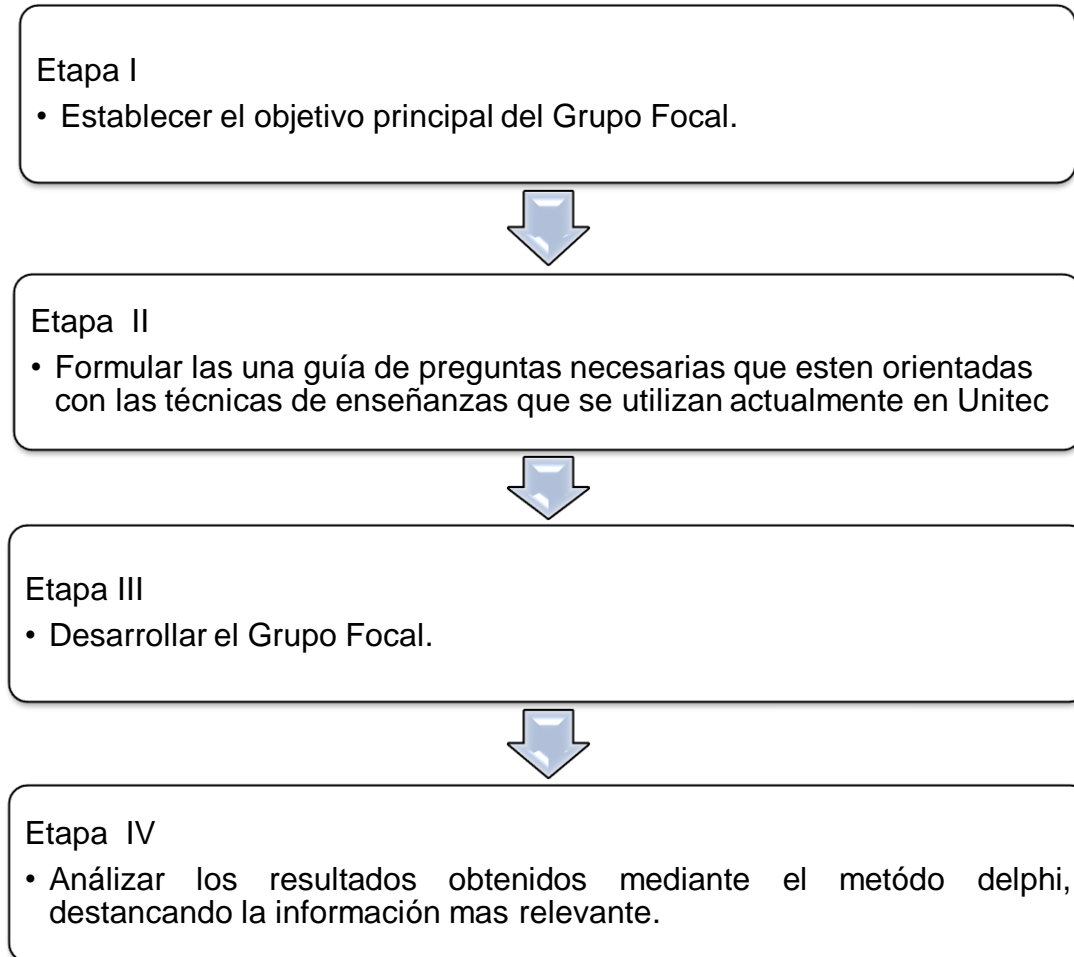 Etapa I
• Establecer el objetivo principal del Grupo Focal.
Etapa II
• Formular las una guía de preguntas necesarias que esten orientadas
con las técnicas de enseñanzas que se utilizan actualmente en Unitec
Etapa III
• Desarrollar el Grupo Focal.
Etapa IV
• Análizar los resultados obtenidos mediante el metódo delphi,
destancando la información mas relevante.